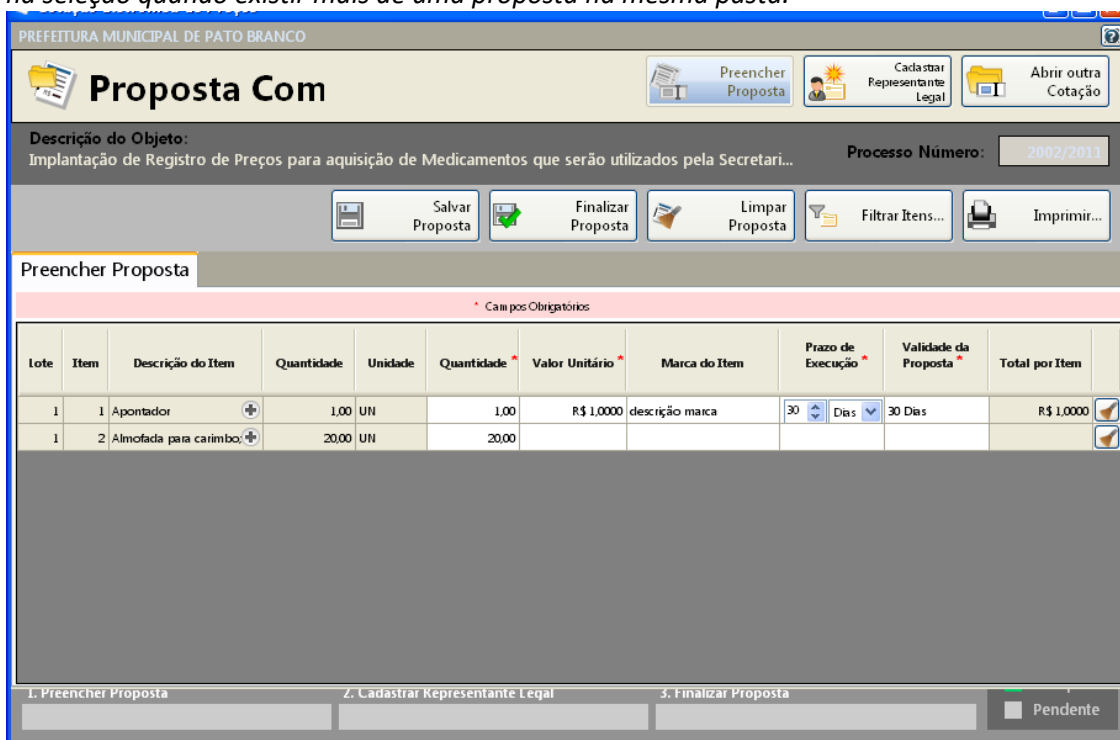 na seleção quando existir mais de uma proposta na mesma pasta.
PREFEITURA MUNICIPAL DE PATO BRANCO
Proposta Com
Preencher
Proposta
Cadastrar
Representante
Legal
Abrir outra
Cotação
Descrição do Objeto:
Implantação de Registro de Preços para aquisição de Medicamentos que serão utilizados pela Secretari...
Processo Número:
2002/2011
Salvar
Proposta
Finalizar
Proposta
Limpar
Proposta
Filtrar Itens...
Imprimir...
Preencher Proposta
* Campos Obrigatórios
Lote Item Descrição do Item Quantidade Unidade Quantidade * Valor Unitário * Marca do Item Prazo de Execução * Validade da Proposta * Total por Item
1 1 Apontador 1,00 UN 1,00 R$ 1,0000 descrição marca 30 Dias 30 Dias R$ 1,0000
1 2 Almofada para carimbo; 20,00 UN 20,00
1. Preencher Proposta 2. Cadastrar Representante Legal 3. Finalizar Proposta
Pendente